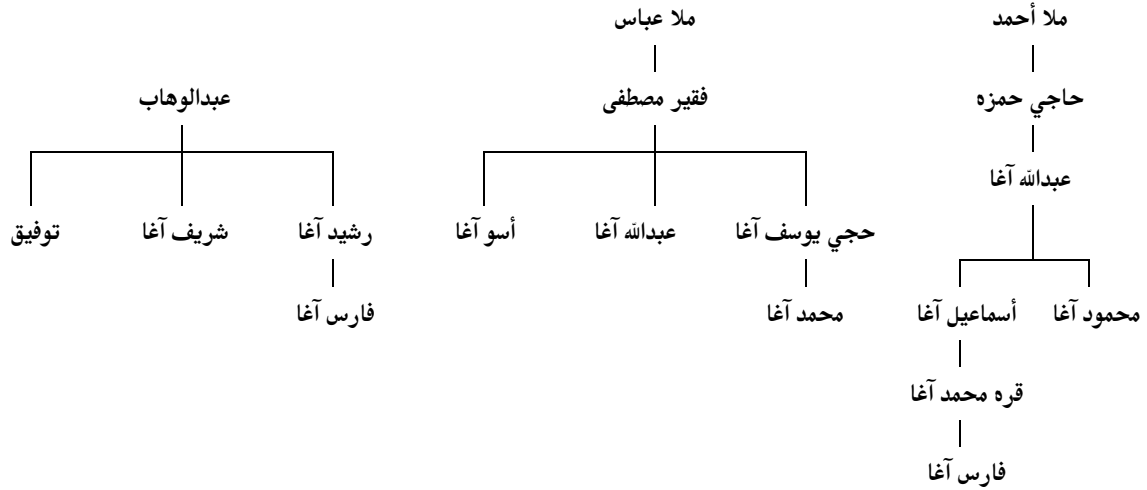 ملا أحمد
ملا عباس
حاجي حمزه
فقير مصطفى
عبدالوهاب
عبدالله آغا
حجي يوسف آغا
عبدالله آغا
أسو آغا
رشيد آغا
شريف آغا
توفيق
محمود آغا
أسماعيل آغا
محمد آغا
فارس آغا
قره محمد آغا
فارس آغا